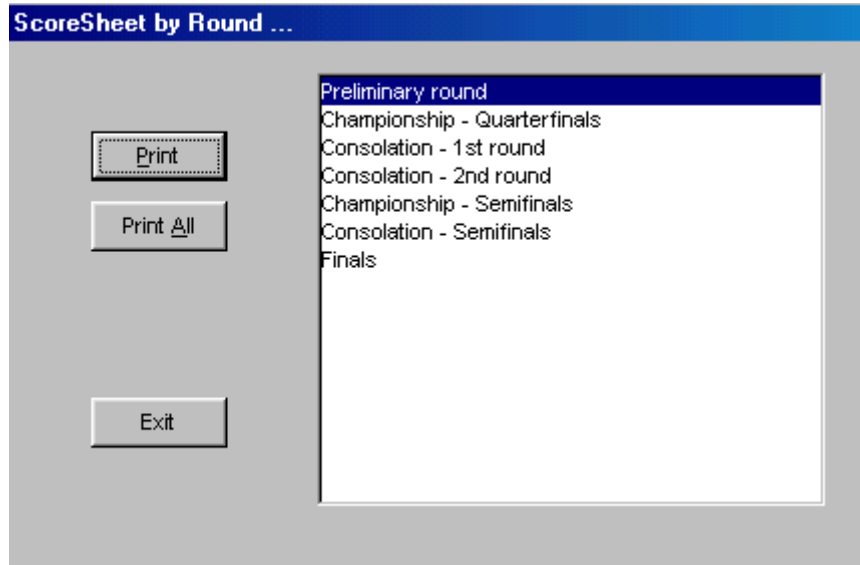 ScoreSheet by Round ...
Print
Print All
Exit
Preliminary round
Championship - Quarterfinals
Consolation - 1st round
Consolation - 2nd round
Championship - Semifinals
Consolation - Semifinals
Finals